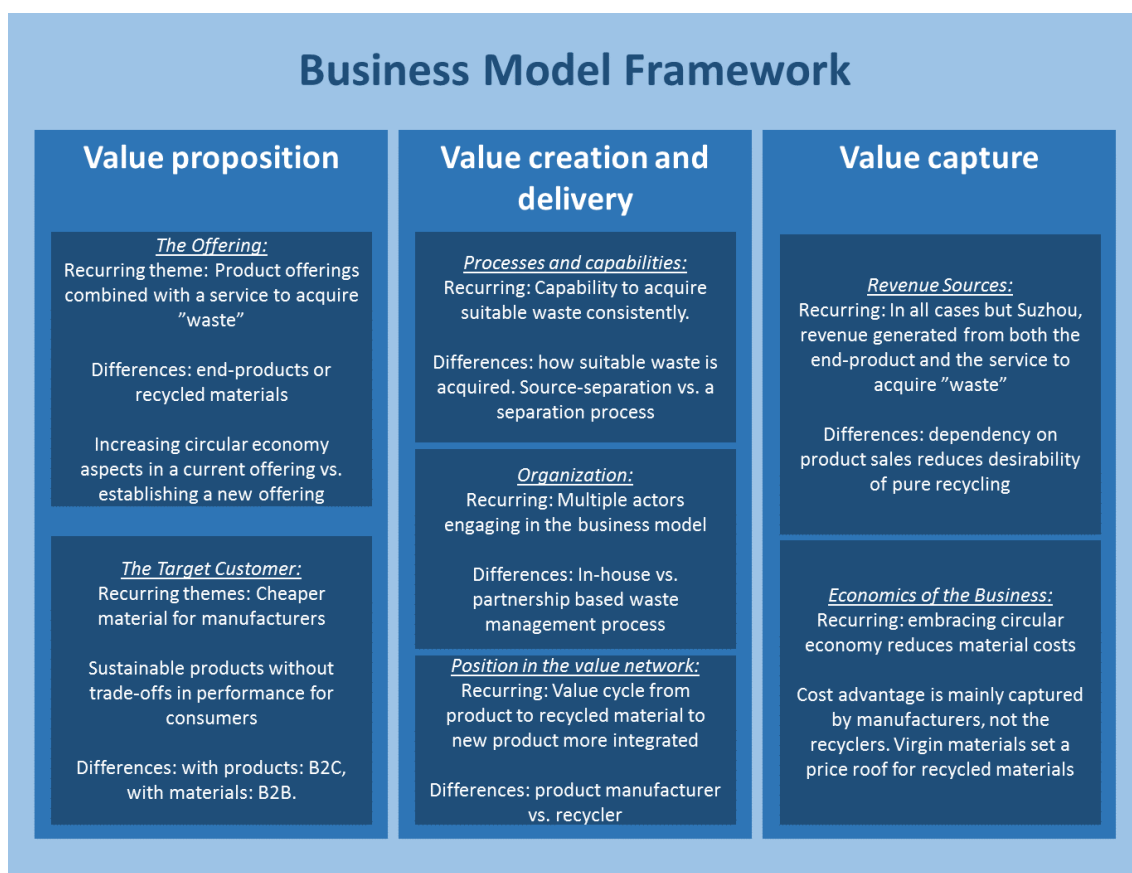 Business Model Framework
Value proposition
The Offering:
Recurring theme: Product offerings
combined with a service to acquire
”waste”
Differences: end-products or
recycled materials
Increasing circular economy
aspects in a current offering vs.
establishing a new offering
The Target Customer:
Recurring themes: Cheaper
material for manufacturers
Sustainable products without
trade-offs in performance for
consumers
Differences: with products: B2C,
with materials: B2B.
Value creation and
delivery
Processes and capabilities:
Recurring: Capability to acquire
suitable waste consistently.
Differences: how suitable waste is
acquired. Source-separation vs. a
separation process
Organization:
Recurring: Multiple actors
engaging in the business model
Differences: In-house vs.
partnership based waste
management process
Position in the value network:
Recurring: Value cycle from
product to recycled material to
new product more integrated
Differences: product manufacturer
vs. recycler
Value capture
Revenue Sources:
Recurring: In all cases but Suzhou,
revenue generated from both the
end-product and the service to
acquire ”waste”
Differences: dependency on
product sales reduces desirability
of pure recycling
Economics of the Business:
Recurring: embracing circular
economy reduces material costs
Cost advantage is mainly captured
by manufacturers, not the
recyclers. Virgin materials set a
price roof for recycled materials